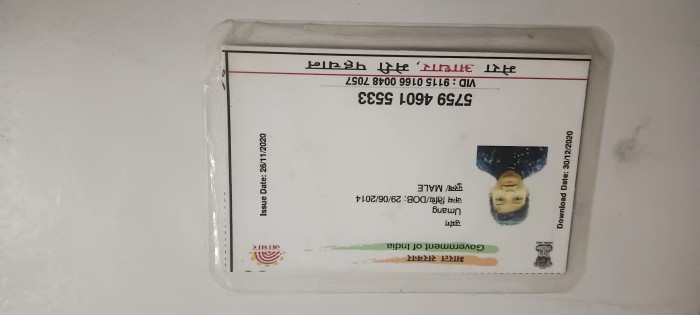 भारत सरकार
Government of India
उमंग
Umang
जन्म तिथि/DOB: 29/06/2014
पुरुष/ MALE
Issue Date: 26/11/2020
Download Date: 30/12/2020
5759 4601 5533
VID : 9115 0166 0048 7057
मेरा आधार, मेरी पहचान